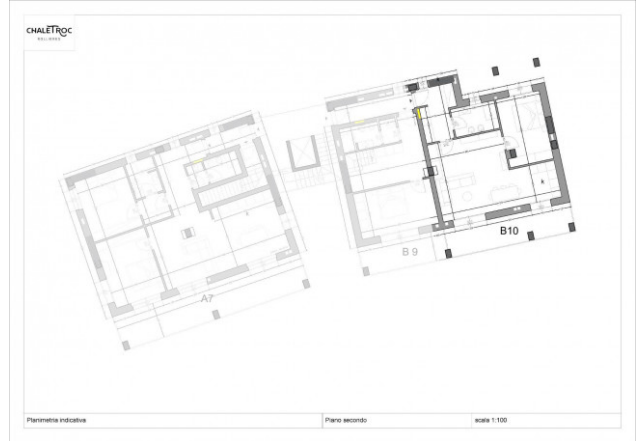 CHALETROC
B10
B 9
A7
Planimetria indicativa
Piano secondo
scala 1:100